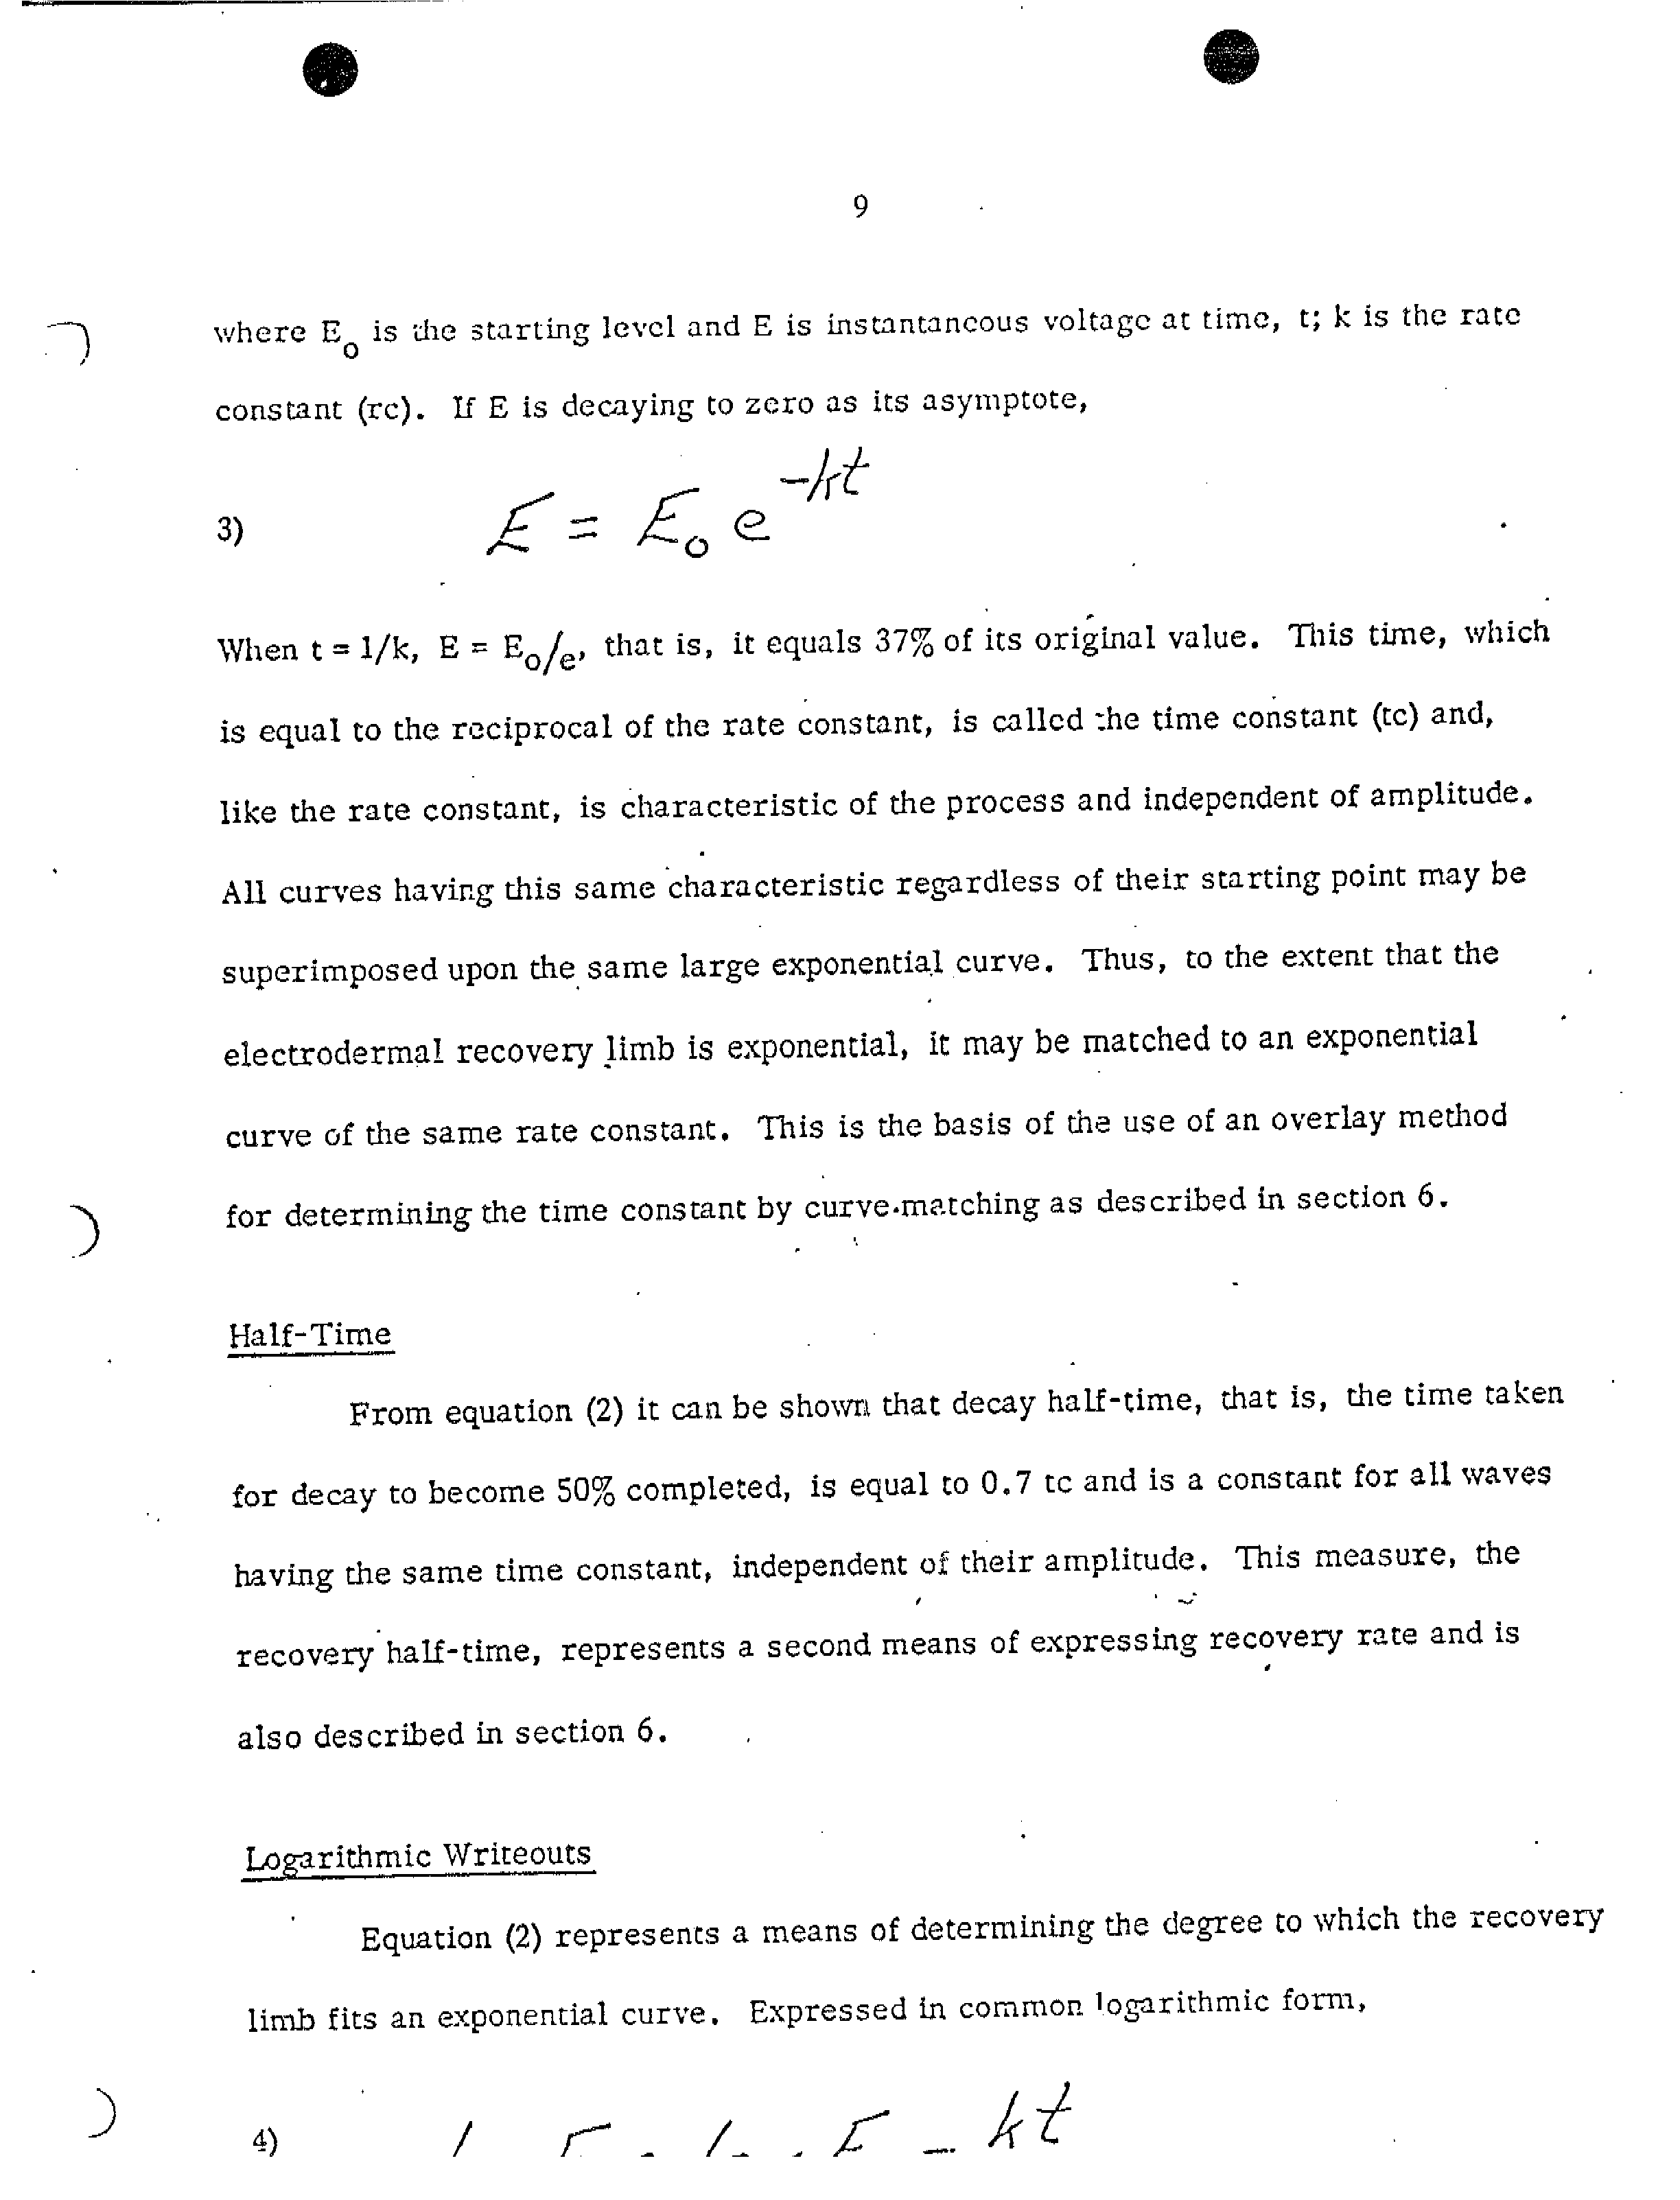 9
where E₀ is the starting level and E is instantaneous voltage at time, t; k is the rate
constant (rc). If E is decaying to zero as its asymptote,
3) E = E₀ e^-kt
When t = 1/k, E = E₀/e, that is, it equals 37% of its original value. This time, which
is equal to the reciprocal of the rate constant, is called the time constant (tc) and,
like the rate constant, is characteristic of the process and independent of amplitude.
All curves having this same characteristic regardless of their starting point may be
superimposed upon the same large exponential curve. Thus, to the extent that the
electrodermal recovery limb is exponential, it may be matched to an exponential
curve of the same rate constant. This is the basis of the use of an overlay method
for determining the time constant by curve-matching as described in section 6.
Half-Time
From equation (2) it can be shown that decay half-time, that is, the time taken
for decay to become 50% completed, is equal to 0.7 tc and is a constant for all waves
having the same time constant, independent of their amplitude. This measure, the
recovery half-time, represents a second means of expressing recovery rate and is
also described in section 6.
Logarithmic Writeouts
Equation (2) represents a means of determining the degree to which the recovery
limb fits an exponential curve. Expressed in common logarithmic form,
4) kt